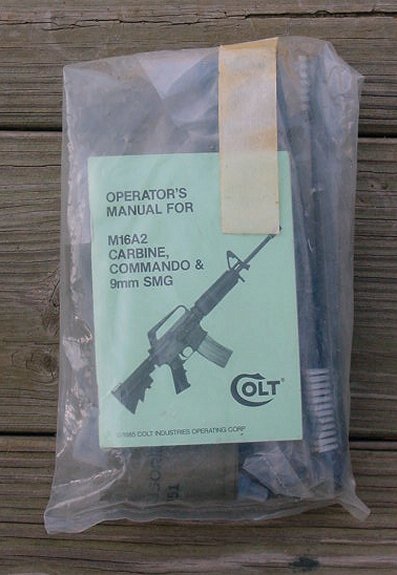 OPERATOR'S
MANUAL FOR
M16A2
CARBINE,
COMMANDO &
9mm SMG
COLT®
©1985 COLT INDUSTRIES OPERATING CORP